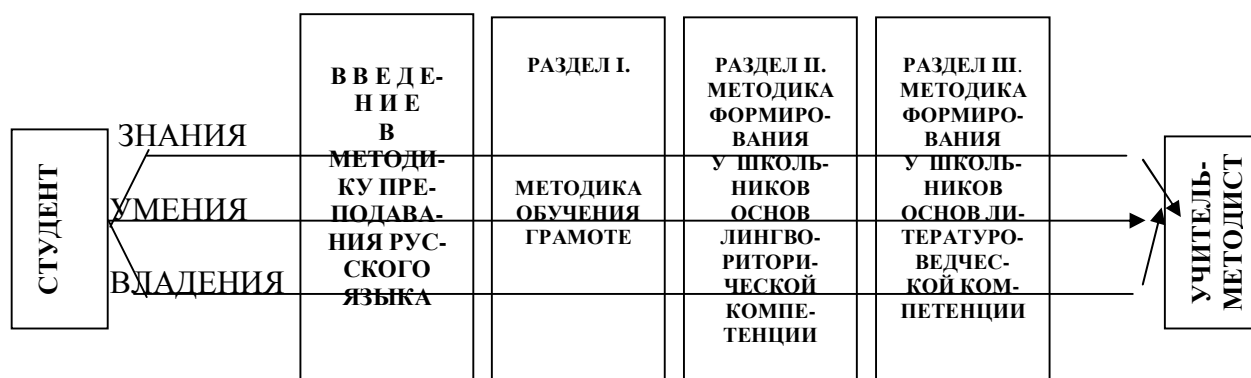 СТУДЕНТ
ЗНАНИЯ
УМЕНИЯ
ВЛАДЕНИЯ
В В Е Д Е-
Н И Е
В
МЕТОДИ-
КУ ПРЕ-
ПОДАВА-
НИЯ РУС-
СКОГО
ЯЗЫКА
РАЗДЕЛ I.
МЕТОДИКА
ОБУЧЕНИЯ
ГРАМОТЕ
РАЗДЕЛ II.
МЕТОДИКА
ФОРМИРО-
ВАНИЯ
У ШКОЛЬ-
НИКОВ
ОСНОВ
ЛИНГВО-
РИТОРИ-
ЧЕСКОЙ
КОМПЕ-
ТЕНЦИИ
РАЗДЕЛ III.
МЕТОДИКА
ФОРМИРО-
ВАНИЯ
У ШКОЛЬ-
НИКОВ
ОСНОВ ЛИ-
ТЕРАТУРО-
ВЕДЧЕС-
КОЙ КОМ-
ПЕТЕНЦИИ
УЧИТЕЛЬ-
МЕТОДИСТ